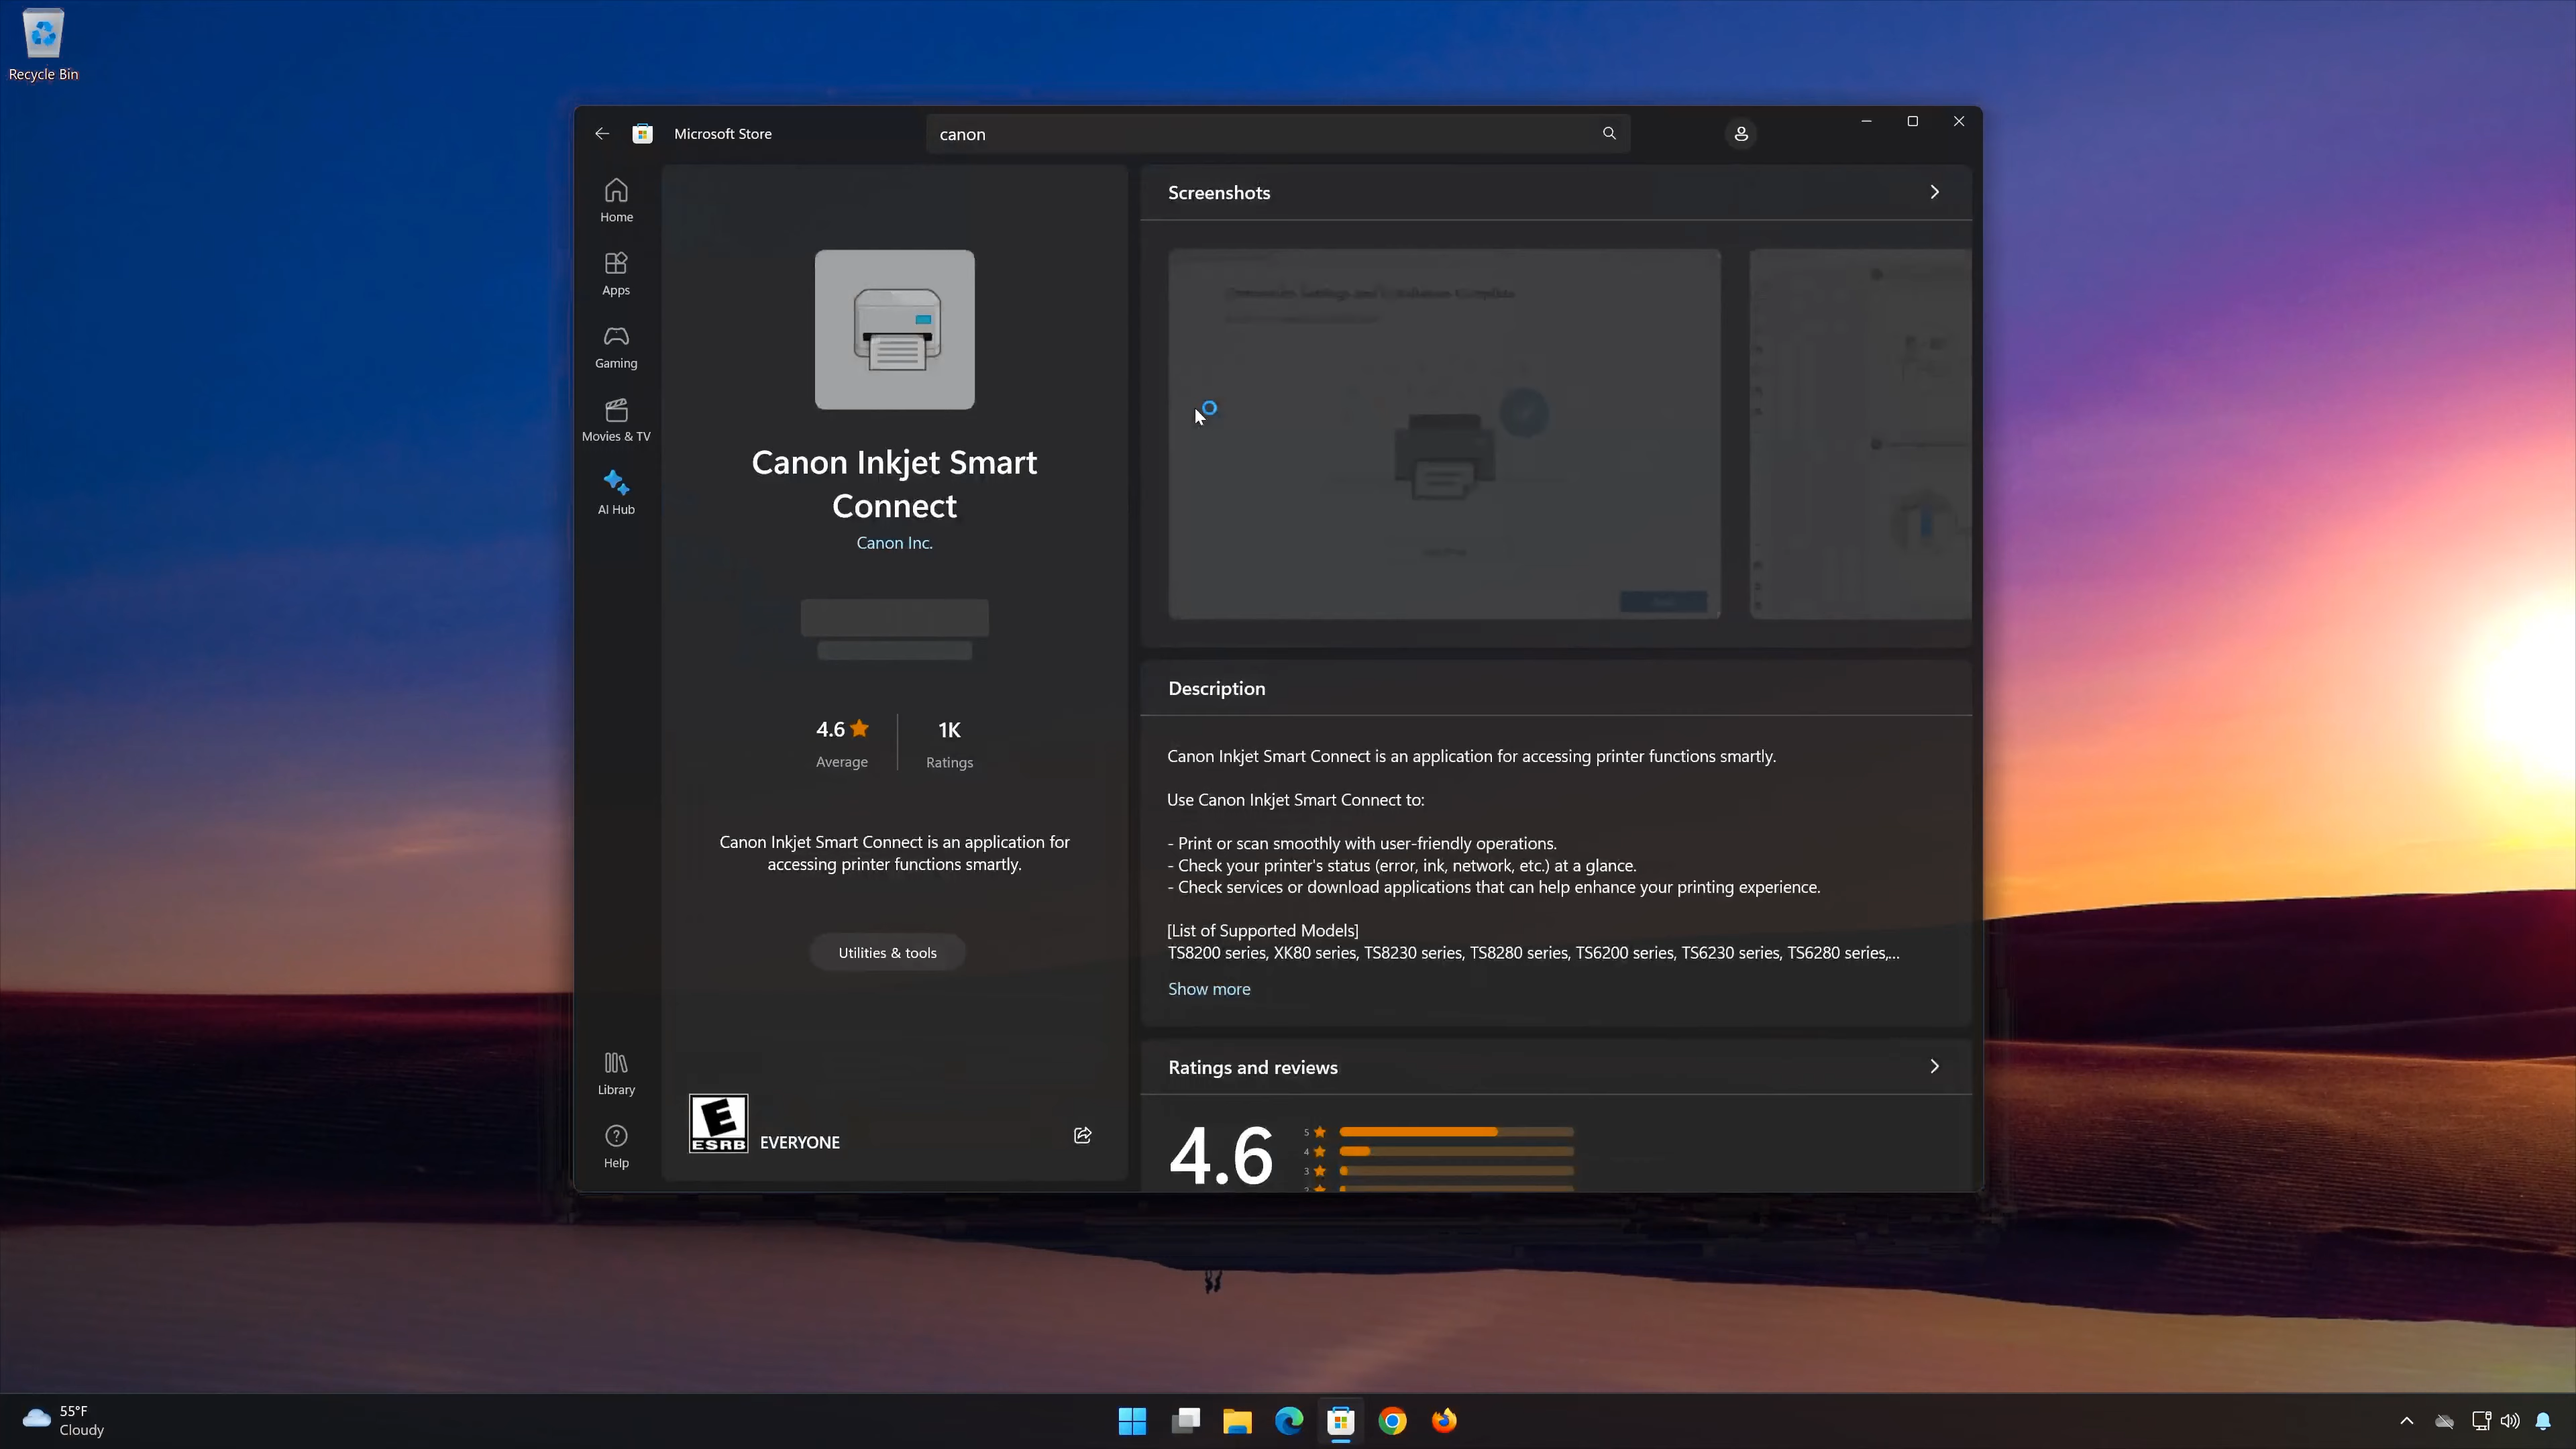 Recycle Bin
Microsoft Store
canon
Home
Apps
Gaming
Movies & TV
AI Hub
Library
Help
Canon Inkjet Smart
Connect
Canon Inc.
4.6
Average
1K
Ratings
Canon Inkjet Smart Connect is an application for
accessing printer functions smartly.
Utilities & tools
E
ESRB
EVERYONE
Screenshots
Description
Canon Inkjet Smart Connect is an application for accessing printer functions smartly.
Use Canon Inkjet Smart Connect to:
- Print or scan smoothly with user-friendly operations.
- Check your printer's status (error, ink, network, etc.) at a glance.
- Check services or download applications that can help enhance your printing experience.
[List of Supported Models]
TS8200 series, XK80 series, TS8230 series, TS8280 series, TS6200 series, TS6230 series, TS6280 series,...
Show more
Ratings and reviews
4.6
5
4
3
55°F
Cloudy